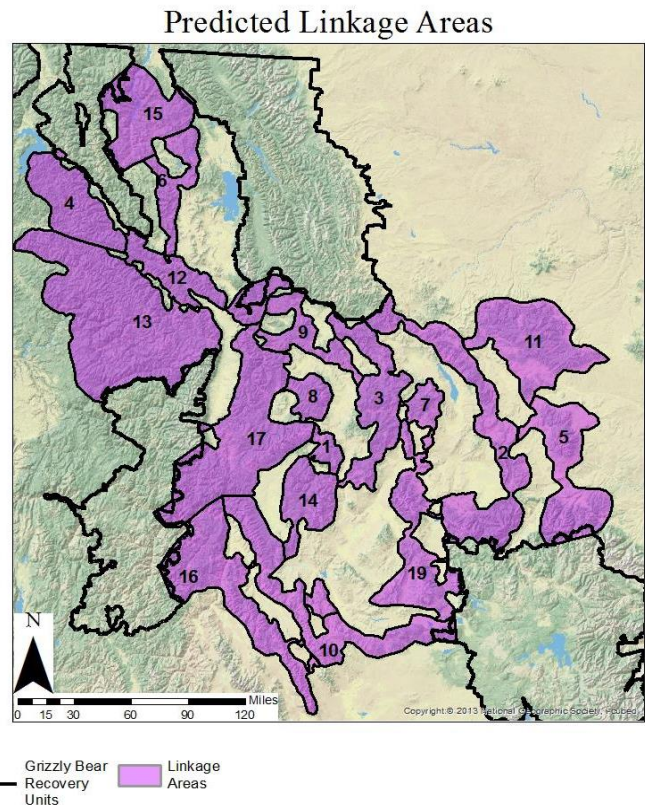 Predicted Linkage Areas
15
6
4
12
13
9
11
8
3
7
17
1
5
2
14
16
19
10
N
Miles
0 15 30 60 90 120
Copyright:© 2013 National Geographic Society, i-cubed
Grizzly Bear
Recovery
Units
Linkage
Areas